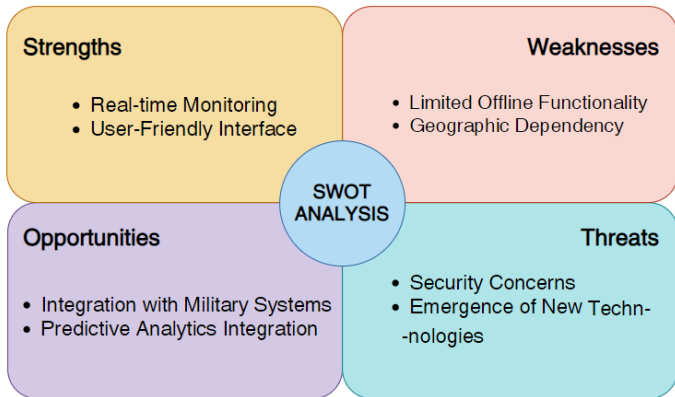 Strengths
• Real-time Monitoring
• User-Friendly Interface
Weaknesses
• Limited Offline Functionality
• Geographic Dependency
SWOT
ANALYSIS
Opportunities
• Integration with Military Systems
• Predictive Analytics Integration
Threats
• Security Concerns
• Emergence of New Techn-
-nologies